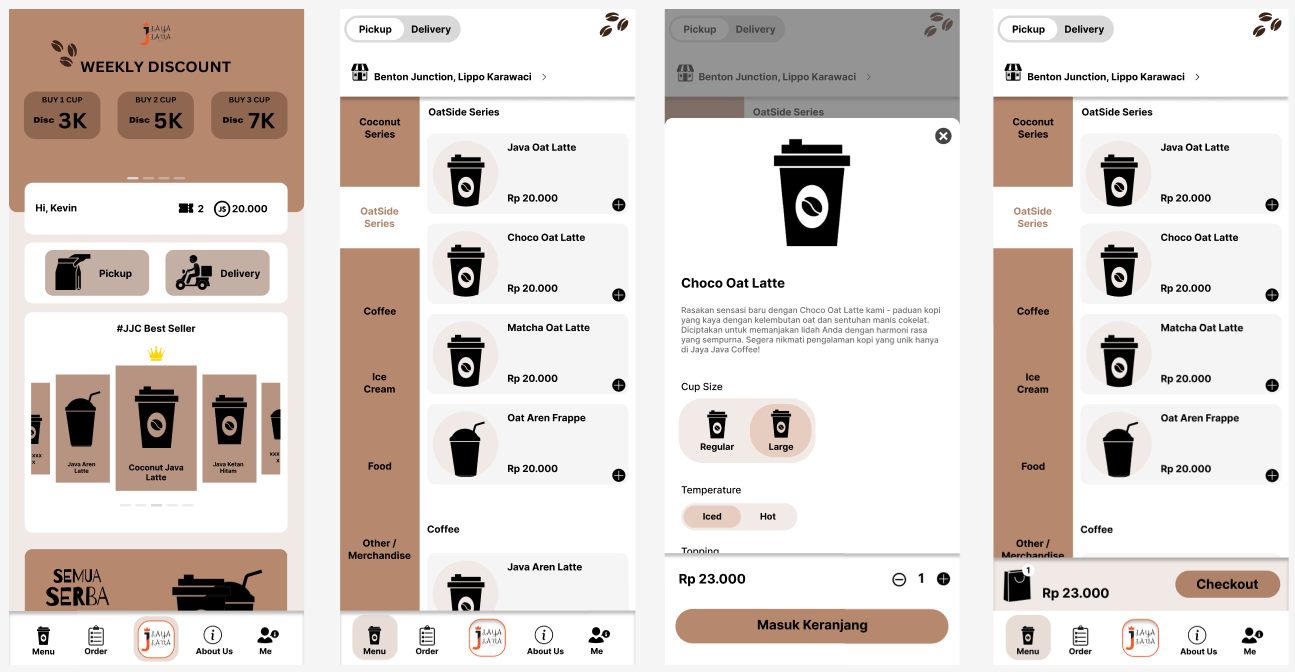 JAYA
JAVA
WEEKLY DISCOUNT
BUY 1 CUP
Disc 3K
BUY 2 CUP
Disc 5K
BUY 3 CUP
Disc 7K
Hi, Kevin
2
J$ 20.000
Pickup
Delivery
#JJC Best Seller
xxx
x
Java Aren
Latte
Coconut Java
Latte
Java Ketan
Hitam
xxx
x
SEMUA
SERBA
Menu
Order
JAYA
JAVA
About Us
Me
Pickup
Delivery
Benton Junction, Lippo Karawaci >
Coconut
Series
OatSide
Series
Coffee
Ice
Cream
Food
Other /
Merchandise
OatSide Series
Java Oat Latte
Rp 20.000
Choco Oat Latte
Rp 20.000
Matcha Oat Latte
Rp 20.000
Oat Aren Frappe
Rp 20.000
Coffee
Java Aren Latte
Menu
Order
JAYA
JAVA
About Us
Me
Pickup
Delivery
Benton Junction, Lippo Karawaci >
OatSide Series
Choco Oat Latte
Rasakan sensasi baru dengan Choco Oat Latte kami - paduan kopi
yang kaya dengan kelembutan oat dan sentuhan manis cokelat.
Diciptakan untuk memanjakan lidah Anda dengan harmoni rasa
yang sempurna. Segera nikmati pengalaman kopi yang unik hanya
di Jaya Java Coffee!
Cup Size
Regular
Large
Temperature
Iced
Hot
Topping
Rp 23.000
1
Masuk Keranjang
Pickup
Delivery
Benton Junction, Lippo Karawaci >
Coconut
Series
OatSide
Series
Coffee
Ice
Cream
Food
Other /
Merchandise
OatSide Series
Java Oat Latte
Rp 20.000
Choco Oat Latte
Rp 20.000
Matcha Oat Latte
Rp 20.000
Oat Aren Frappe
Rp 20.000
Coffee
1
Rp 23.000
Checkout
Menu
Order
JAYA
JAVA
About Us
Me